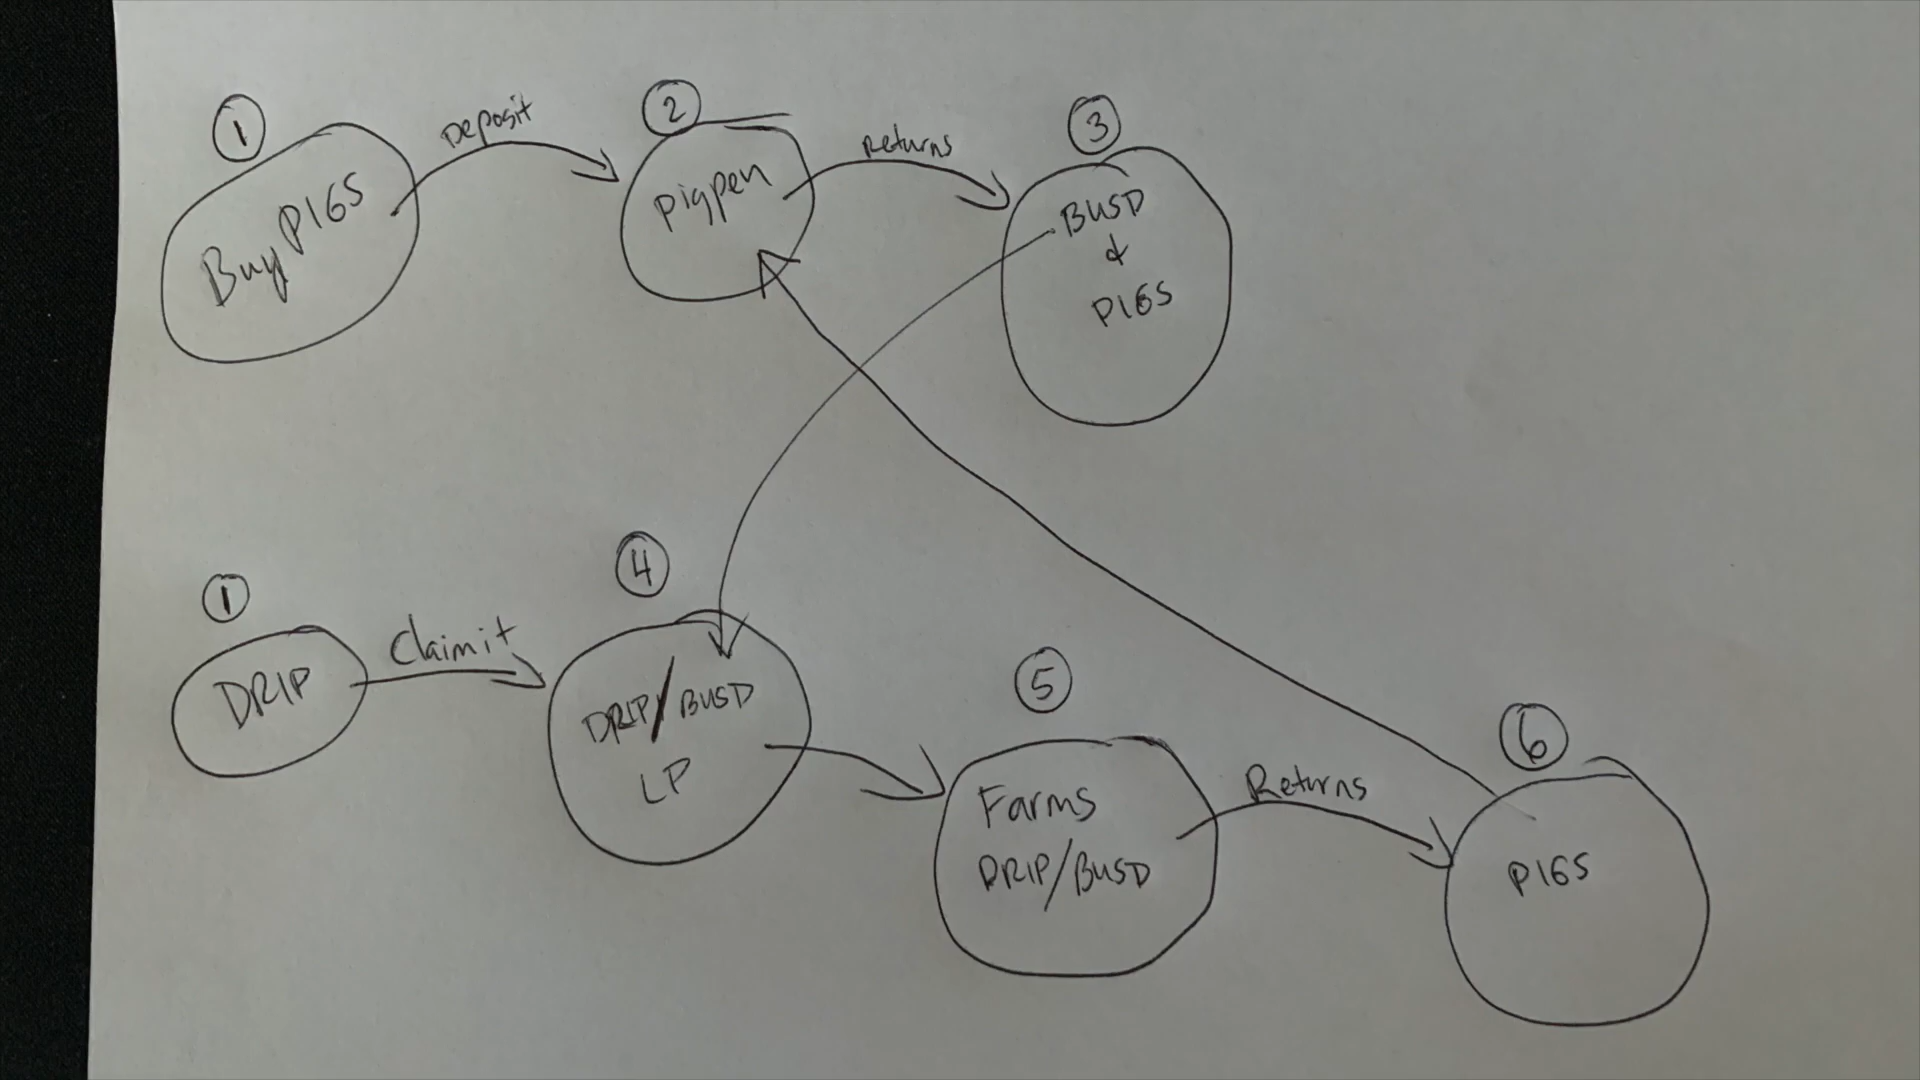 1
Deposit
2
Returns
3
Buy PIGS
Pigpen
BUSD
&
PIGS
1
Claim it
4
DRIP
DRIP/BUSD
LP
5
Farms
DRIP/BUSD
Returns
6
PIGS